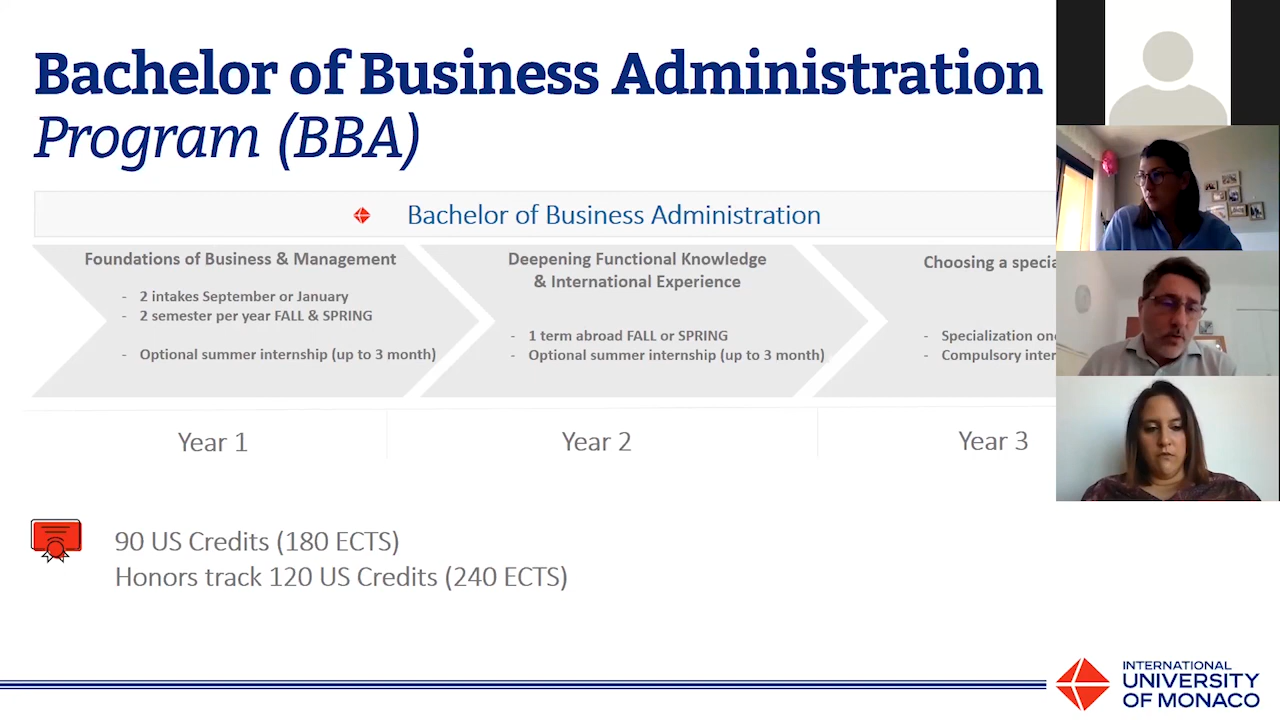 Bachelor of Business Administration
Program (BBA)
Bachelor of Business Administration
Foundations of Business & Management
- 2 intakes September or January
- 2 semester per year FALL & SPRING
- Optional summer internship (up to 3 month)
Deepening Functional Knowledge
& International Experience
- 1 term abroad FALL or SPRING
- Optional summer internship (up to 3 month)
Choosing a
- Specialization
- Compulsory
Year 1
Year 2
Year 3
90 US Credits (180 ECTS)
Honors track 120 US Credits (240 ECTS)
INTERNATIONAL
UNIVERSITY
OF MONACO